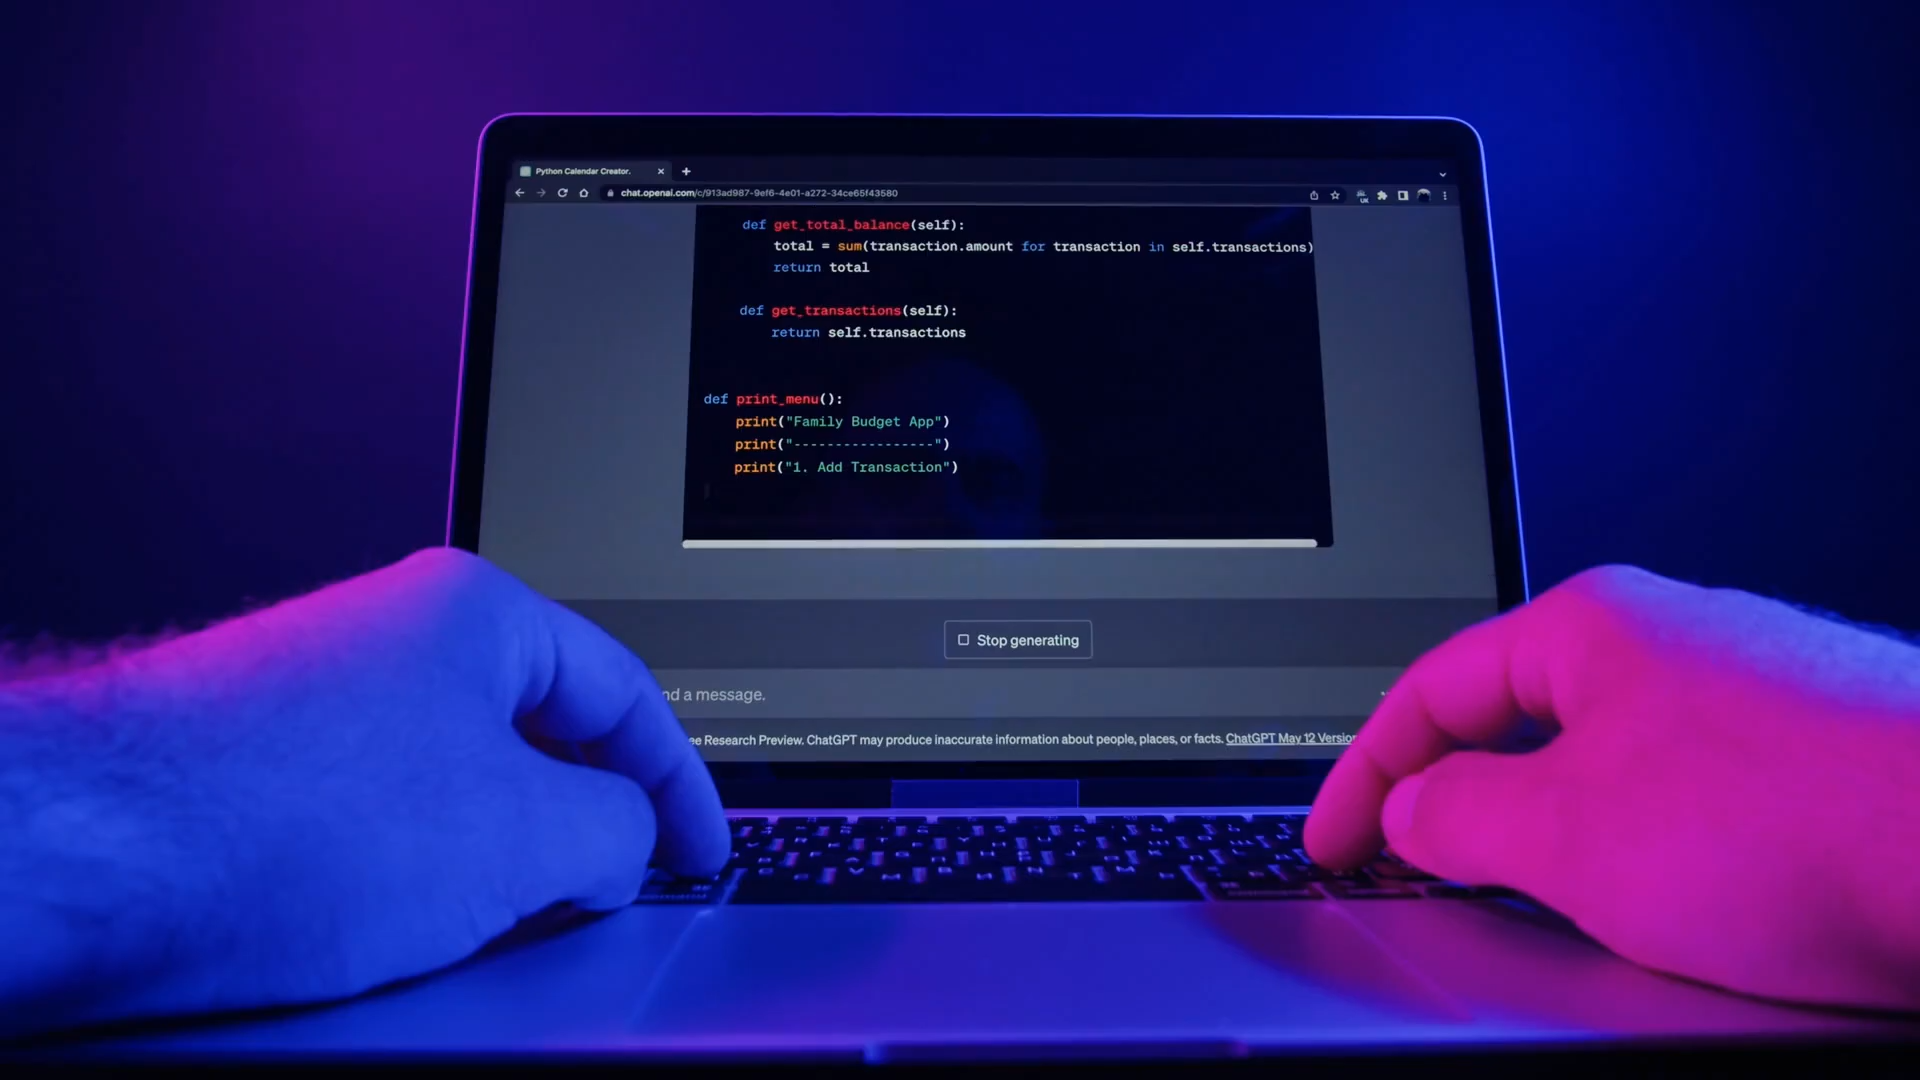 Python Calendar Creator.
chat.openai.com/c/913ad987-9ef6-4e01-a272-34ce65f43580
UK
def get_total_balance(self):
total = sum(transaction.amount for transaction in self.transactions)
return total
def get_transactions(self):
return self.transactions
def print_menu():
print("Family Budget App")
print("-----------------")
print("1. Add Transaction")
Stop generating
nd a message.
ee Research Preview. ChatGPT may produce inaccurate information about people, places, or facts. ChatGPT May 12 Version